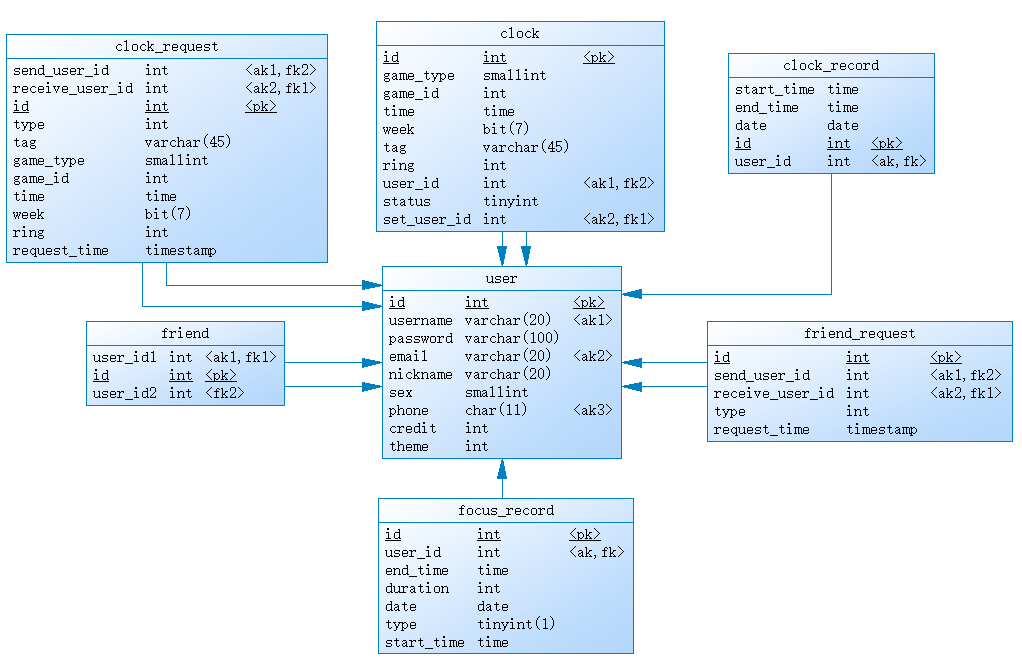 clock_request
send_user_id int <ak1,fk2>
receive_user_id int <ak2,fk1>
id int <pk>
type int
tag varchar(45)
game_type smallint
game_id int
time time
week bit(7)
ring int
request_time timestamp
clock
id int <pk>
game_type smallint
game_id int
time time
week bit(7)
tag varchar(45)
ring int
user_id int <ak1,fk2>
status tinyint
set_user_id int <ak2,fk1>
clock_record
start_time time
end_time time
date date
id int <pk>
user_id int <ak,fk>
user
id int <pk>
username varchar(20) <ak1>
password varchar(100)
email varchar(20) <ak2>
nickname varchar(20)
sex smallint
phone char(11) <ak3>
credit int
theme int
friend
user_id1 int <ak1,fk1>
id int <pk>
user_id2 int <fk2>
friend_request
id int <pk>
send_user_id int <ak1,fk2>
receive_user_id int <ak2,fk1>
type int
request_time timestamp
focus_record
id int <pk>
user_id int <ak,fk>
end_time time
duration int
date date
type tinyint(1)
start_time time